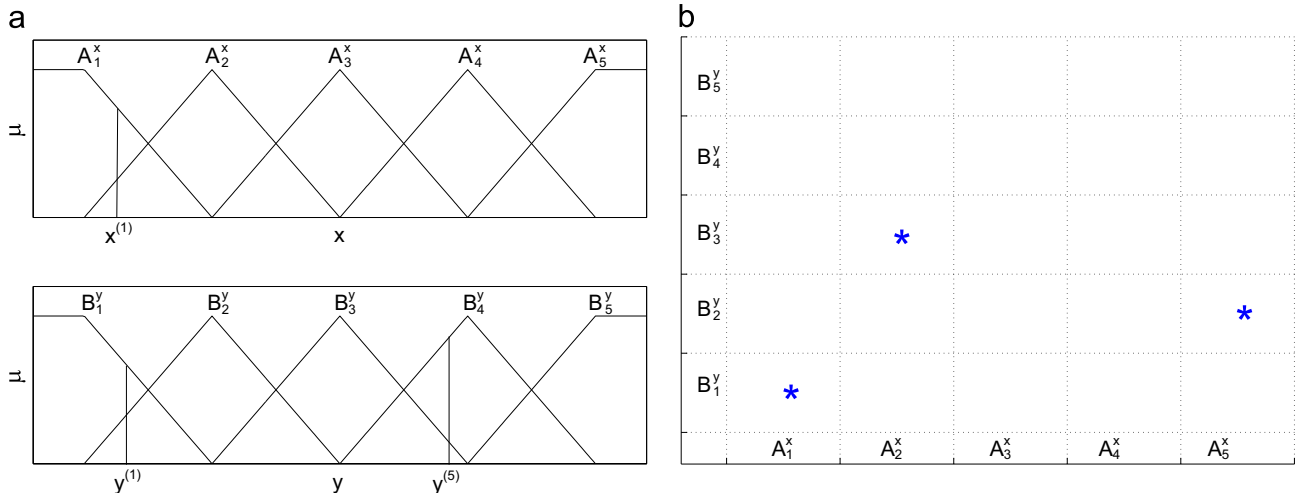 a
A₁ˣ A₂ˣ A₃ˣ A₄ˣ A₅ˣ
μ
x⁽¹⁾ x
B₁ʸ B₂ʸ B₃ʸ B₄ʸ B₅ʸ
μ
y⁽¹⁾ y y⁽⁵⁾
b
B₅ʸ
B₄ʸ
B₃ʸ
*
B₂ʸ
*
B₁ʸ
*
A₁ˣ A₂ˣ A₃ˣ A₄ˣ A₅ˣ